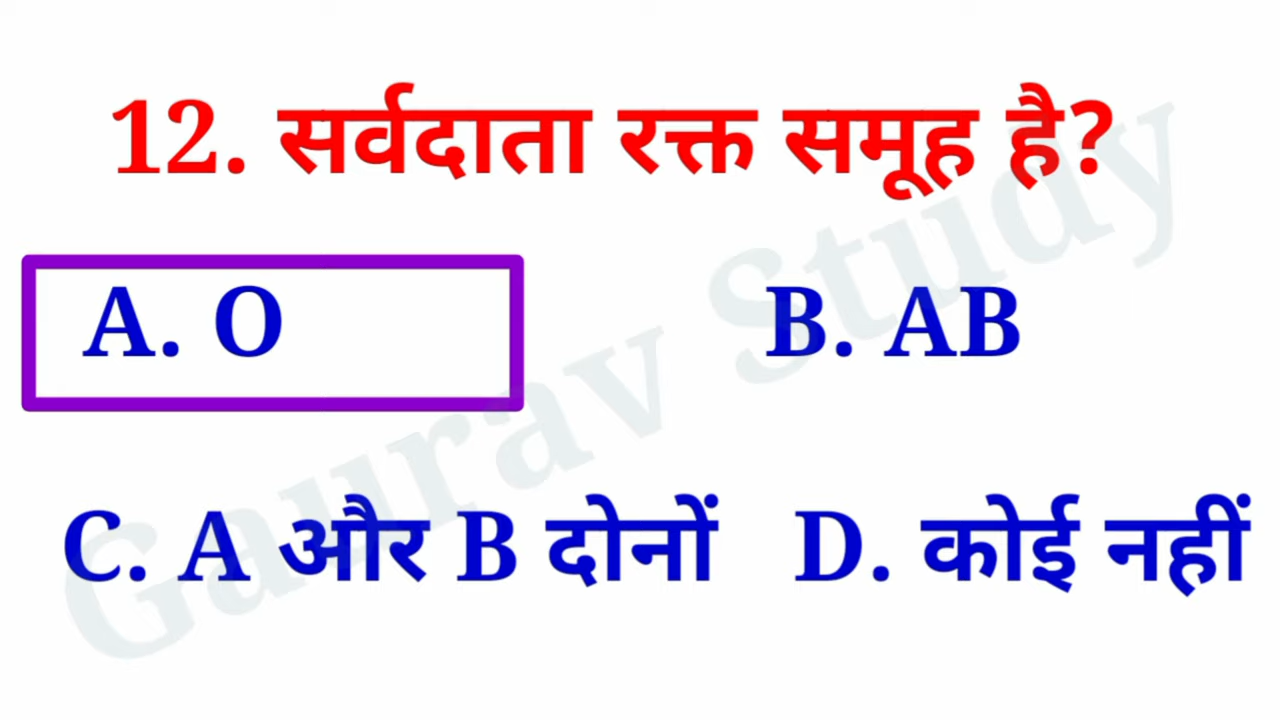 12. सर्वदाता रक्त समूह है?
A. O
B. AB
C. A और B दोनों
D. कोई नहीं
Gaurav Study